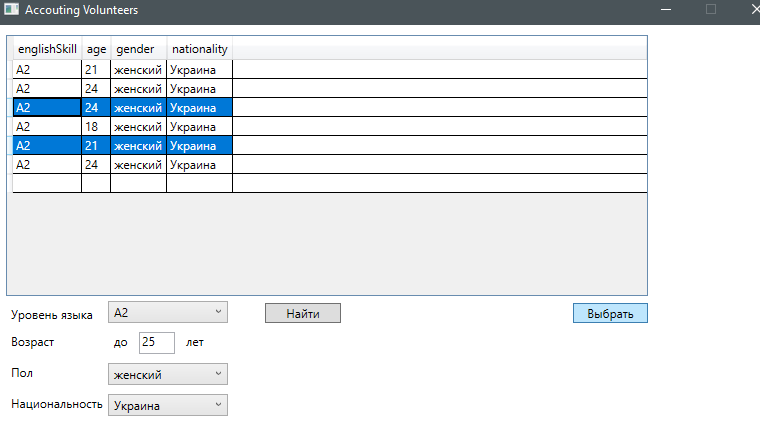 Accouting Volunteers
englishSkill age gender nationality
A2 21 женский Украина
A2 24 женский Украина
A2 24 женский Украина
A2 18 женский Украина
A2 21 женский Украина
A2 24 женский Украина
Уровень языка A2 Найти Выбрать
Возраст до 25 лет
Пол женский
Национальность Украина